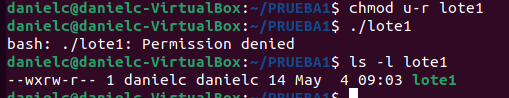 danielc@danielc-VirtualBox:~/PRUEBA1$ chmod u-r lote1
danielc@danielc-VirtualBox:~/PRUEBA1$ ./lote1
bash: ./lote1: Permission denied
danielc@danielc-VirtualBox:~/PRUEBA1$ ls -l lote1
--wxrw-r-- 1 danielc danielc 14 May  4 09:03 lote1
danielc@danielc-VirtualBox:~/PRUEBA1$